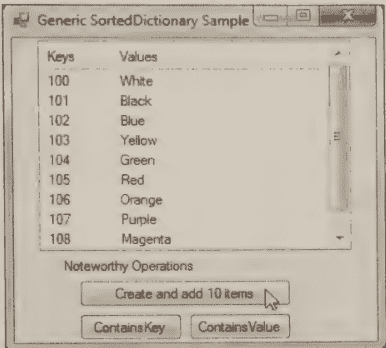 Generic SortedDictionary Sample
Keys Values
100 White
101 Black
102 Blue
103 Yellow
104 Green
105 Red
106 Orange
107 Purple
108 Magenta
Noteworthy Operations
Create and add 10 items
ContainsKey ContainsValue